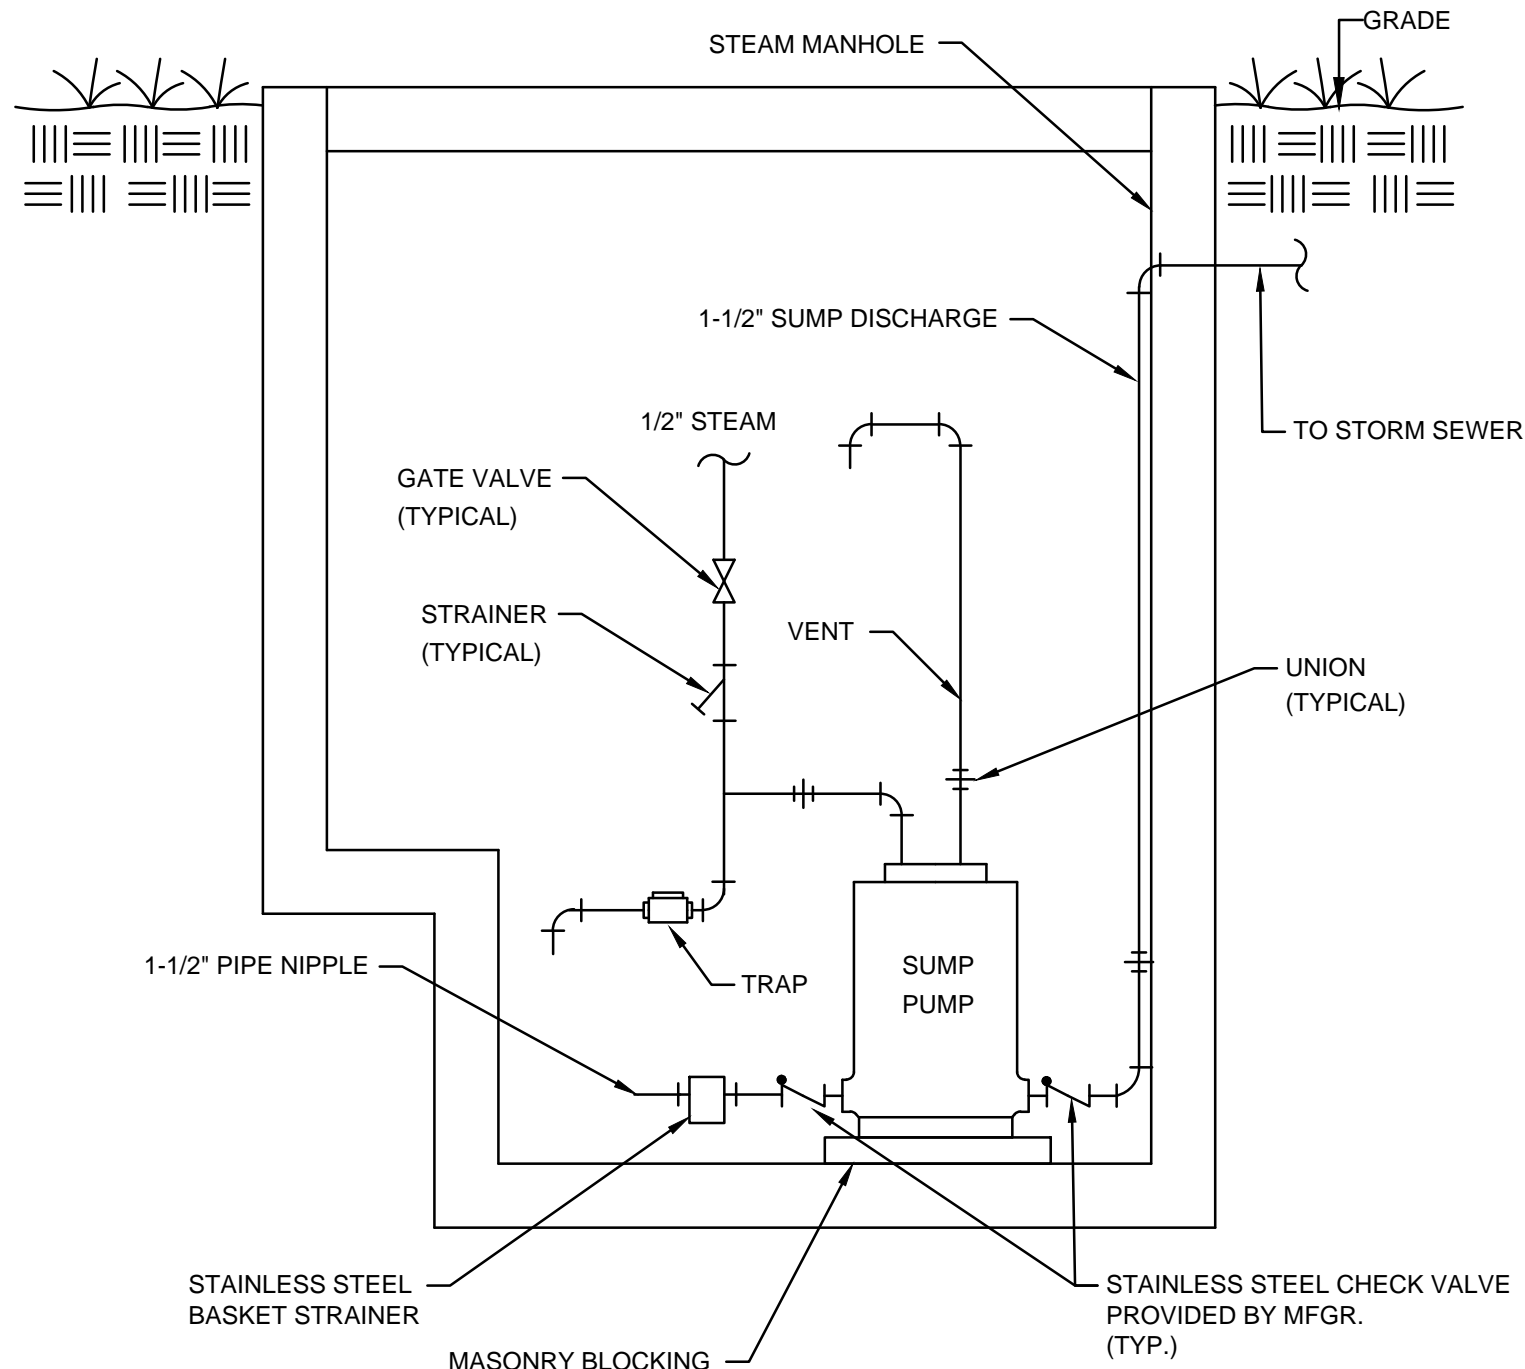 GRADE
STEAM MANHOLE
1-1/2" SUMP DISCHARGE
1/2" STEAM
TO STORM SEWER
GATE VALVE
(TYPICAL)
STRAINER
(TYPICAL)
VENT
UNION
(TYPICAL)
1-1/2" PIPE NIPPLE
TRAP
SUMP
PUMP
STAINLESS STEEL
BASKET STRAINER
STAINLESS STEEL CHECK VALVE
PROVIDED BY MFGR.
(TYP.)
MASONRY BLOCKING